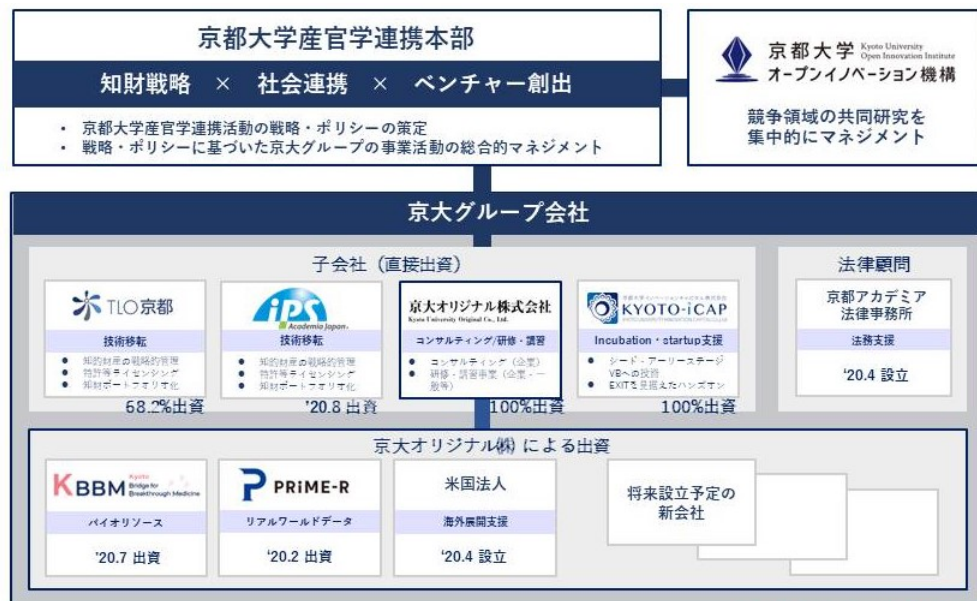 京都大学産官学連携本部
知財戦略 × 社会連携 × ベンチャー創出
• 京都大学産官学連携活動の戦略・ポリシーの策定
• 戦略・ポリシーに基づいた京大グループの事業活動の総合的マネジメント
京都大学 Kyoto University
Open Innovation Institute
オープンイノベーション機構
競争領域の共同研究を
集中的にマネジメント
京大グループ会社
子会社（直接出資）
TLO京都
技術移転
● 知的財産の戦略的管理
● 特許等ライセンシング
● 知財ポートフォリオ化
68.2%出資
iPS
Academia Japan
技術移転
● 知的財産の戦略的管理
● 特許等ライセンシング
● 知財ポートフォリオ化
'20.8 出資
京大オリジナル株式会社
Kyoto University Original Co., Ltd.
コンサルティング/研修・講習
● コンサルティング（企業）
● 研修・講習事業（企業・一般等）
100%出資
KYOTO-iCAP
Incubation・startup支援
● シード・アーリーステージ
VBへの投資
● EXITを見据えたハンズオン
100%出資
法律顧問
京都アカデミア
法律事務所
法務支援
'20.4 設立
京大オリジナル㈱ による出資
KBBM Kyoto
Bridge for
Breakthrough Medicine
バイオリソース
'20.7 出資
PRiME-R
リアルワールドデータ
'20.2 出資
米国法人
海外展開支援
'20.4 設立
将来設立予定の
新会社